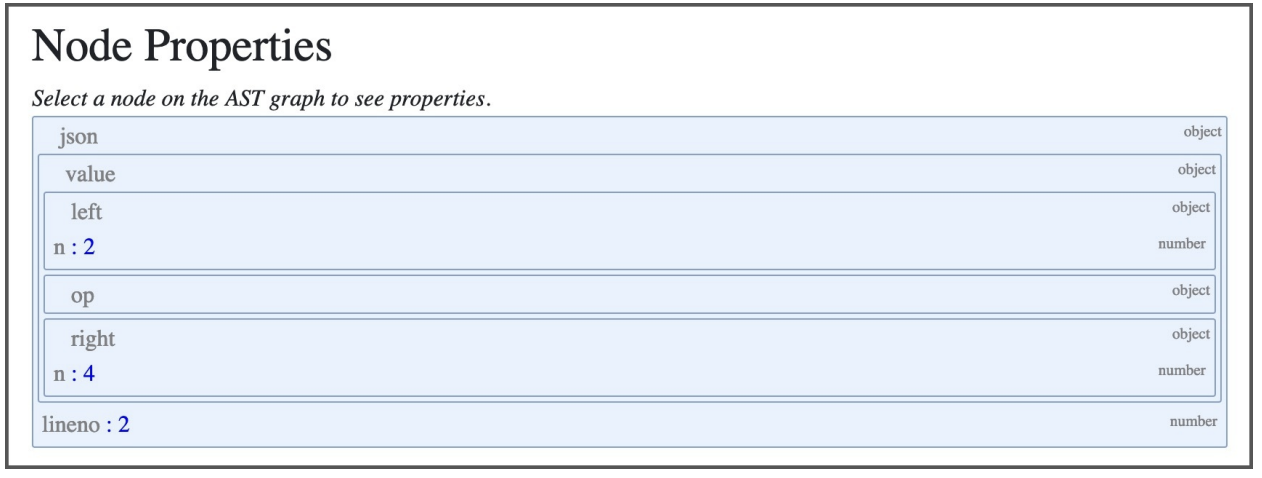 Node Properties
Select a node on the AST graph to see properties.
json object
value object
left object
n : 2 number
op object
right object
n : 4 number
lineno : 2 number